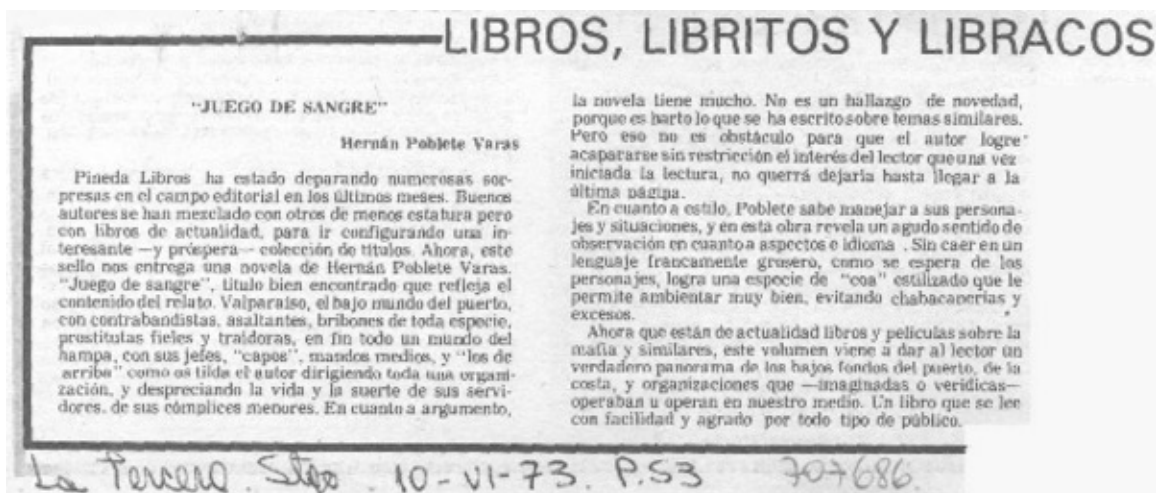 LIBROS, LIBRITOS Y LIBRACOS
"JUEGO DE SANGRE"
Hernán Poblete Varas
Pineda Libros ha estado deparando numerosas sor-
presas en el campo editorial en los últimos meses. Buenos
autores se han mezclado con otros de menos estatura pero
con libros de actualidad, para ir configurando una in-
teresante —y próspera— colección de títulos. Ahora, este
sello nos entrega una novela de Hernán Poblete Varas.
"Juego de sangre", título bien encontrado que refleja el
contenido del relato. Valparaíso, el bajo mundo del puerto,
con contrabandistas, asaltantes, bribones de toda especie,
prostitutas fieles y traidoras, en fin todo un mundo del
hampa, con sus jefes, "capos", mandos medios, y "los de
arriba" como os tilda el autor dirigiendo toda una organi-
zación, y despreciando la vida y la suerte de sus servi-
dores, de sus cómplices menores. En cuanto a argumento,
la novela tiene mucho. No es un hallazgo de novedad,
porque es harto lo que se ha escrito sobre temas similares.
Pero eso no es obstáculo para que el autor logre
acapararse sin restricción el interés del lector que una vez
iniciada la lectura, no querrá dejarla hasta llegar a la
última página.
En cuanto a estilo, Poblete sabe manejar a sus persona-
jes y situaciones, y en esta obra revela un agudo sentido de
observación en cuanto a aspectos e idioma . Sin caer en un
lenguaje francamente grosero, como se espera de los
personajes, logra una especie de "coa" estilizado que le
permite ambientar muy bien, evitando chabacanerías y
excesos.
Ahora que están de actualidad libros y películas sobre la
mafia y similares, este volumen viene a dar al lector un
verdadero panorama de los bajos fondos del puerto, de la
costa, y organizaciones que —imaginadas o verídicas—
operaban u operan en nuestro medio. Un libro que se lee
con facilidad y agrado por todo tipo de público.
La Tercera. Stgo. 10-VI-73. P.53 707686.